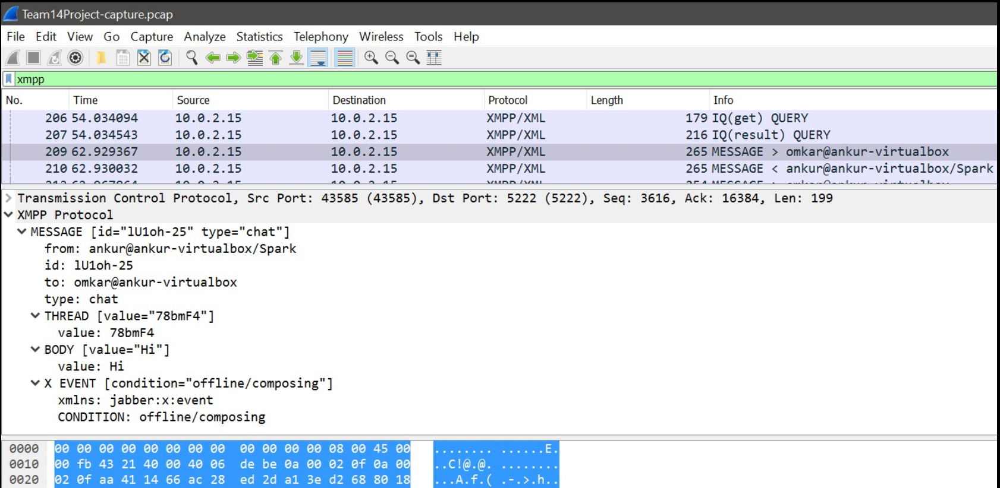 Team14Project-capture.pcap
File Edit View Go Capture Analyze Statistics Telephony Wireless Tools Help
xmpp
No. Time Source Destination Protocol Length Info
206 54.034094 10.0.2.15 10.0.2.15 XMPP/XML 179 IQ(get) QUERY
207 54.034543 10.0.2.15 10.0.2.15 XMPP/XML 216 IQ(result) QUERY
209 62.929367 10.0.2.15 10.0.2.15 XMPP/XML 265 MESSAGE > omkar@ankur-virtualbox
210 62.930032 10.0.2.15 10.0.2.15 XMPP/XML 265 MESSAGE < ankur@ankur-virtualbox/Spark
Transmission Control Protocol, Src Port: 43585 (43585), Dst Port: 5222 (5222), Seq: 3616, Ack: 16384, Len: 199
XMPP Protocol
MESSAGE [id="lU1oh-25" type="chat"]
from: ankur@ankur-virtualbox/Spark
id: lU1oh-25
to: omkar@ankur-virtualbox
type: chat
THREAD [value="78bmF4"]
value: 78bmF4
BODY [value="Hi"]
value: Hi
X EVENT [condition="offline/composing"]
xmlns: jabber:x:event
CONDITION: offline/composing
0000 00 00 00 00 00 00 00 00 00 00 00 00 08 00 45 00 ........ ......E.
0010 00 fb 43 21 40 00 40 06 de be 0a 00 02 0f 0a 00 ..C!@.@. ........
0020 02 0f aa 41 14 66 ac 28 ed 2d a1 3e d2 68 80 18 ...A.f.( .-.>.h..